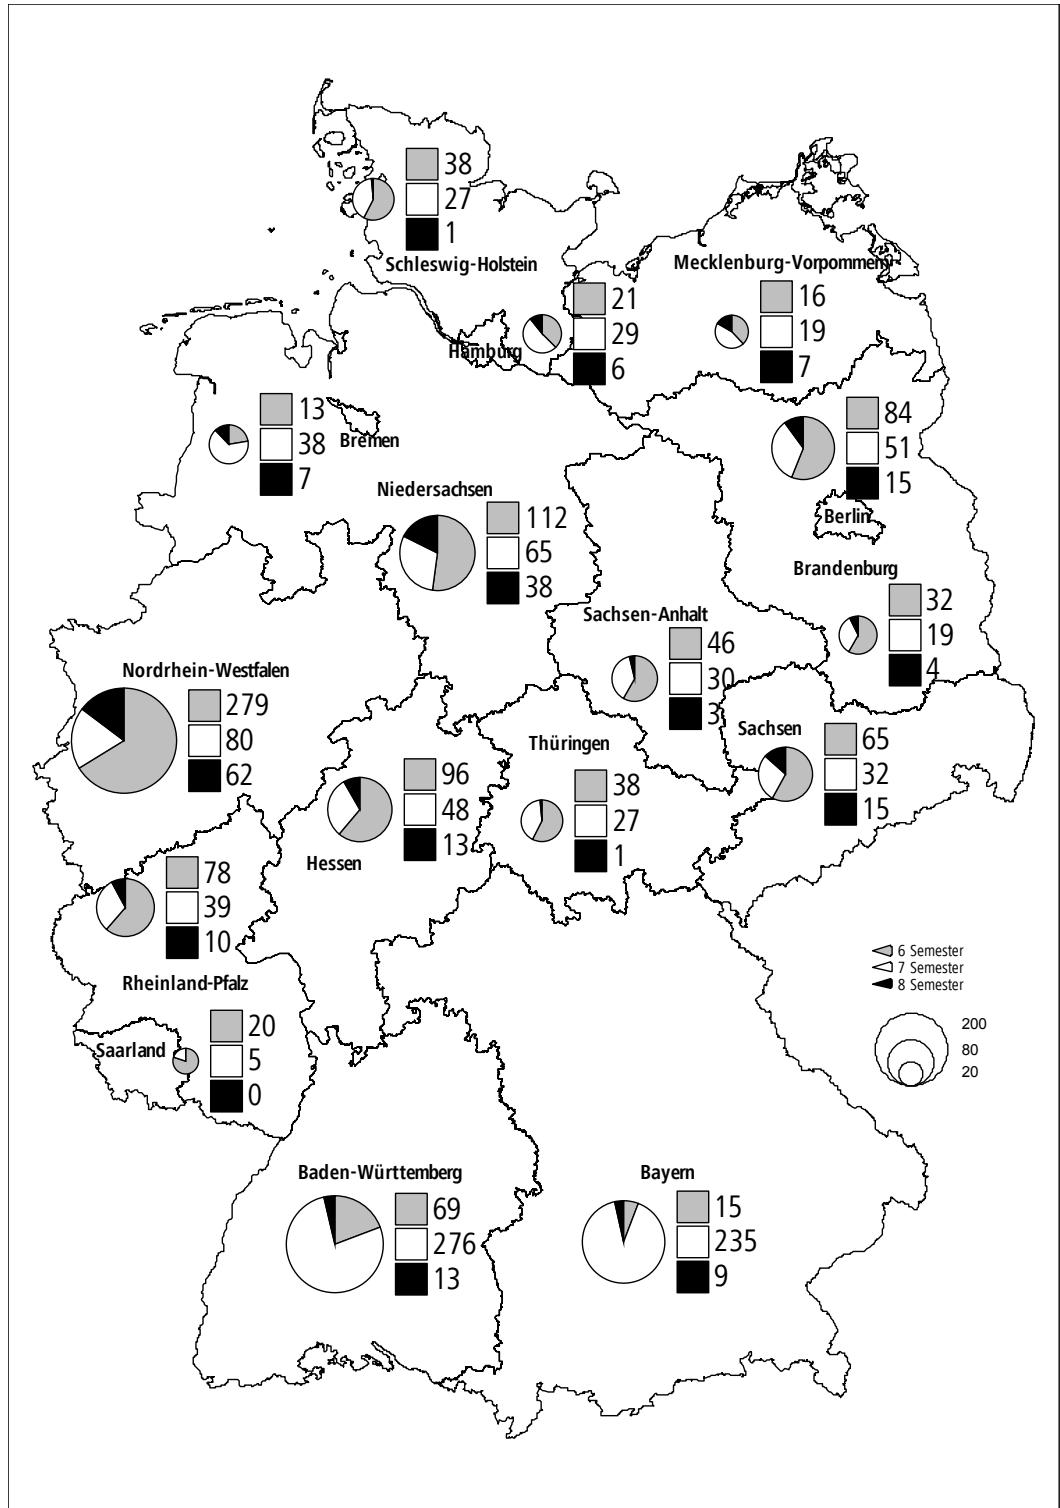 38
27
1
Schleswig-Holstein
Mecklenburg-Vorpommern
21
29
6
Hamburg
16
19
7
13
38
7
Bremen
84
51
15
Berlin
Niedersachsen
112
65
38
Brandenburg
32
19
4
Sachsen-Anhalt
46
30
3
Nordrhein-Westfalen
279
80
62
Sachsen
65
32
15
Thüringen
38
27
1
96
48
13
Hessen
78
39
10
Rheinland-Pfalz
6 Semester
7 Semester
8 Semester
200
80
20
Saarland
20
5
0
Baden-Württemberg
69
276
13
Bayern
15
235
9